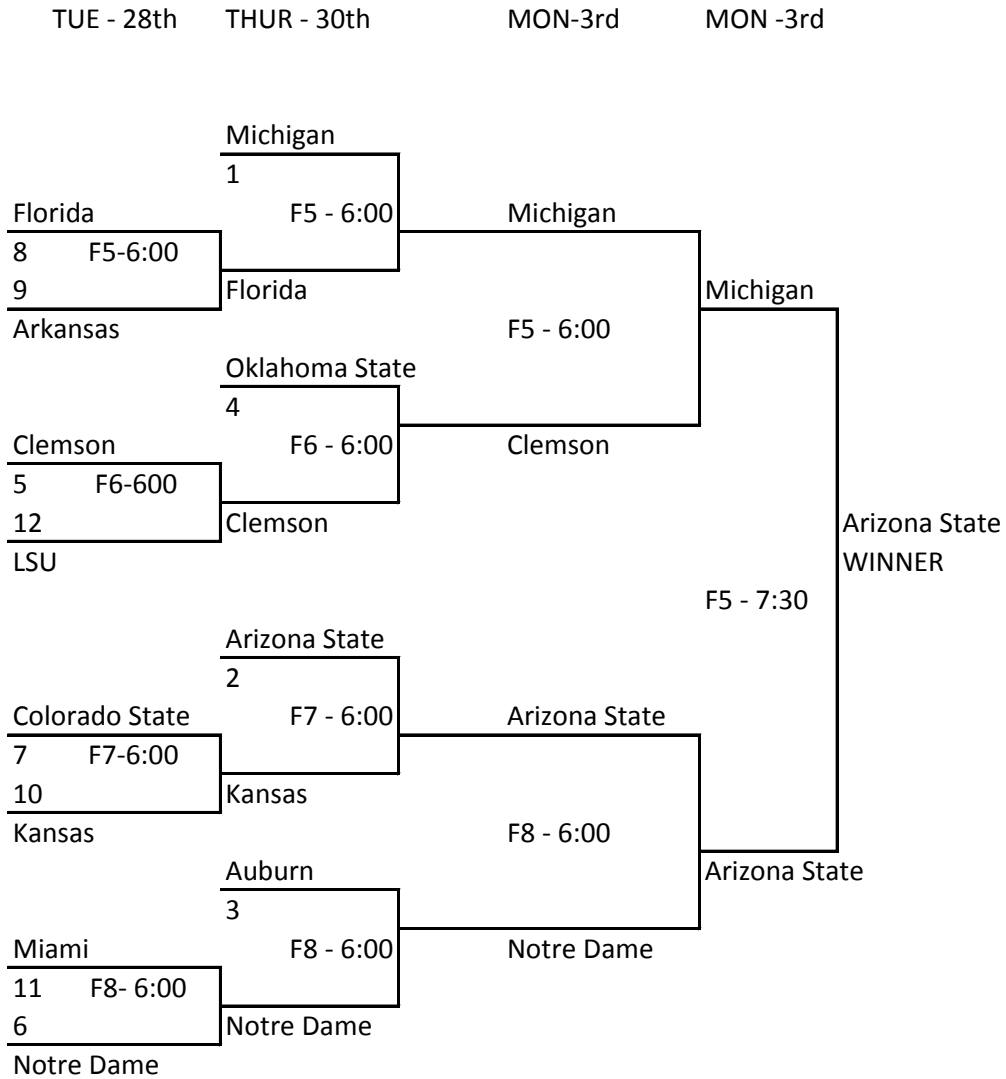 TUE - 28th THUR - 30th MON-3rd MON -3rd
Michigan
1
Florida F5 - 6:00 Michigan
8 F5-6:00
9 Florida Michigan
Arkansas F5 - 6:00
Oklahoma State
4
Clemson F6 - 6:00 Clemson
5 F6-600
12 Clemson Arizona State
LSU WINNER
F5 - 7:30
Arizona State
2
Colorado State F7 - 6:00 Arizona State
7 F7-6:00
10 Kansas
Kansas F8 - 6:00
Auburn Arizona State
3
Miami F8 - 6:00 Notre Dame
11 F8- 6:00
6 Notre Dame
Notre Dame